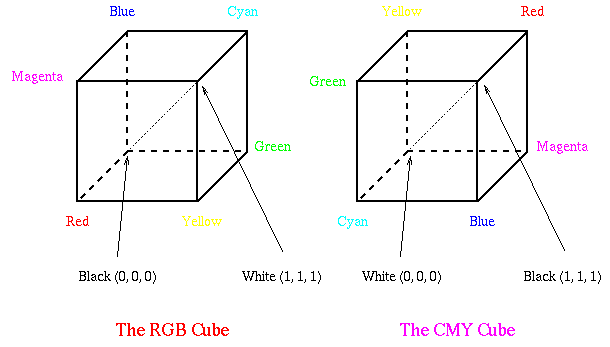 Blue
Cyan
Magenta
Green
Red
Yellow
Black (0, 0, 0)
White (1, 1, 1)
The RGB Cube
Yellow
Red
Green
Magenta
Cyan
Blue
White (0, 0, 0)
Black (1, 1, 1)
The CMY Cube